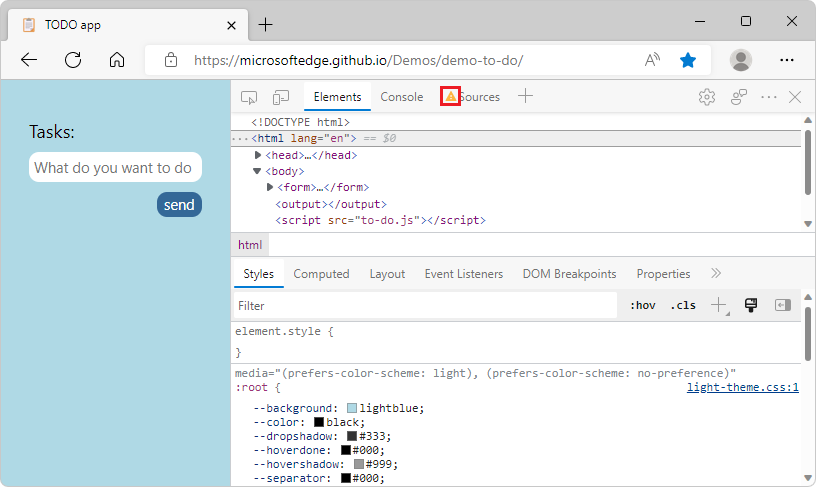 TODO app
https://microsoftedge.github.io/Demos/demo-to-do/
Tasks:
What do you want to do
send
Elements Console Sources
<!DOCTYPE html>
<html lang="en"> == $0
<head>…</head>
<body>
<form>…</form>
<output></output>
<script src="to-do.js"></script>
html
Styles Computed Layout Event Listeners DOM Breakpoints Properties
Filter :hov .cls
element.style {
}
media="(prefers-color-scheme: light), (prefers-color-scheme: no-preference)"
:root { light-theme.css:1
--background: lightblue;
--color: black;
--dropshadow: #333;
--hoverdone: #000;
--hovershadow: #999;
--separator: #000;